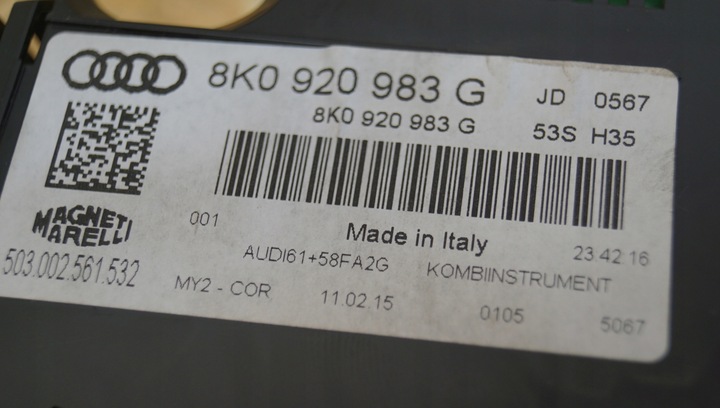 8K0 920 983 G JD 0567
8K0 920 983 G 53S H35
MAGNETI
MARELLI
503.002.561.532
001 Made in Italy 23:42:16
AUDI61+58FA2G KOMBIINSTRUMENT
MY2 - COR 11.02.15 0105 5067